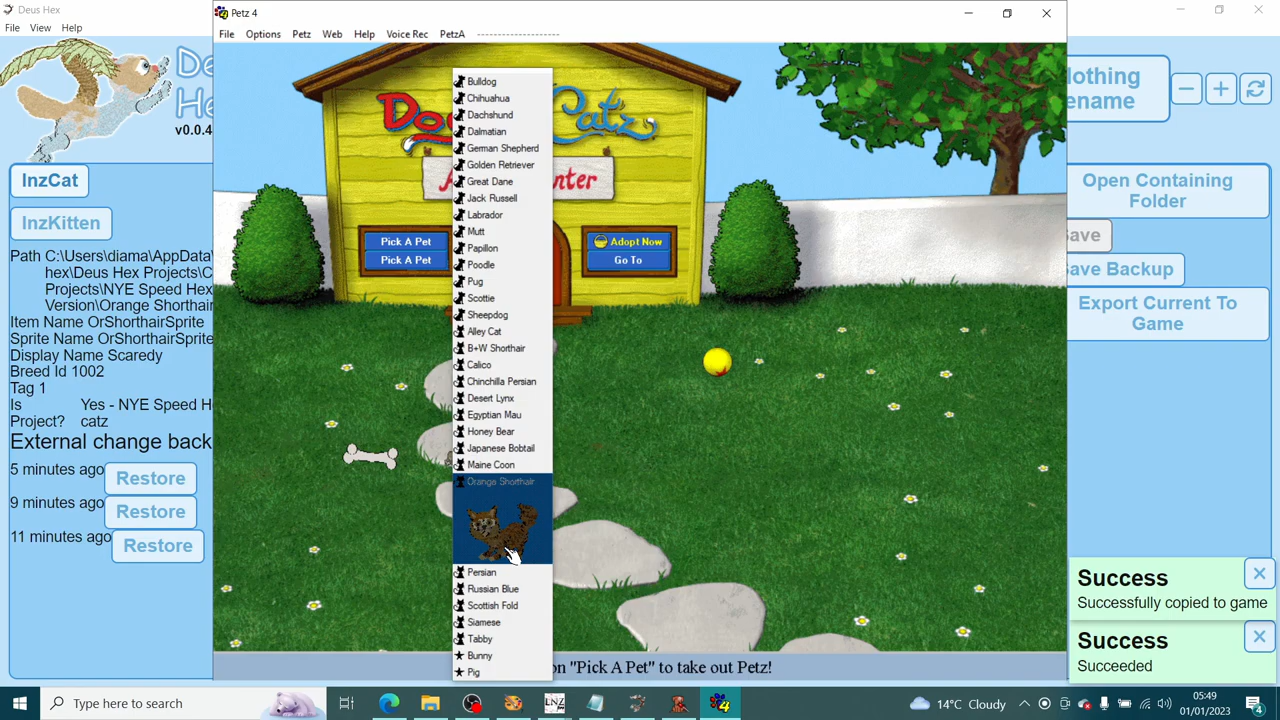 Deus Hex
File View Help
v0.0.4
LnzCat
LnzKitten
Path C:\Users\diama\AppData\
hex\Deus Hex Projects\C
Projects\NYE Speed Hex
Version\Orange Shorthair
Item Name OrShorthairSprite
Sprite Name OrShorthairSprite
Display Name Scaredy
Breed Id 1002
Tag 1
Is Yes - NYE Speed He
Project? catz
External change back
5 minutes ago Restore
9 minutes ago Restore
11 minutes ago Restore
Petz 4
File Options Petz Web Help Voice Rec PetzA --------------------
Pick A Pet
Pick A Pet
Adopt Now
Go To
Bulldog
Chihuahua
Dachshund
Dalmatian
German Shepherd
Golden Retriever
Great Dane
Jack Russell
Labrador
Mutt
Papillon
Poodle
Pug
Scottie
Sheepdog
Alley Cat
B+W Shorthair
Calico
Chinchilla Persian
Desert Lynx
Egyptian Mau
Honey Bear
Japanese Bobtail
Maine Coon
Orange Shorthair
Persian
Russian Blue
Scottish Fold
Siamese
Tabby
Bunny
Pig
on "Pick A Pet" to take out Petz!
lothing
ename
Open Containing
Folder
ave
ave Backup
Export Current To
Game
Success
Successfully copied to game
Success
Succeeded
Type here to search
LNZ
4
14°C Cloudy
05:49
01/01/2023
4